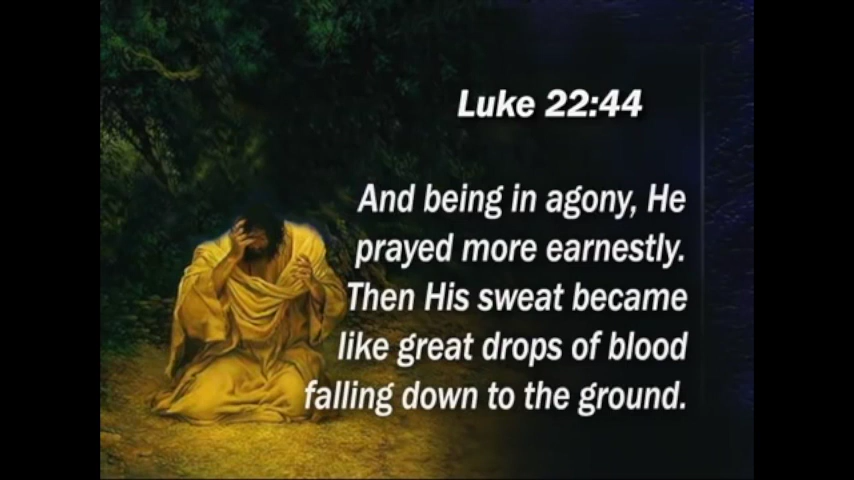 Luke 22:44
And being in agony, He
prayed more earnestly.
Then His sweat became
like great drops of blood
falling down to the ground.